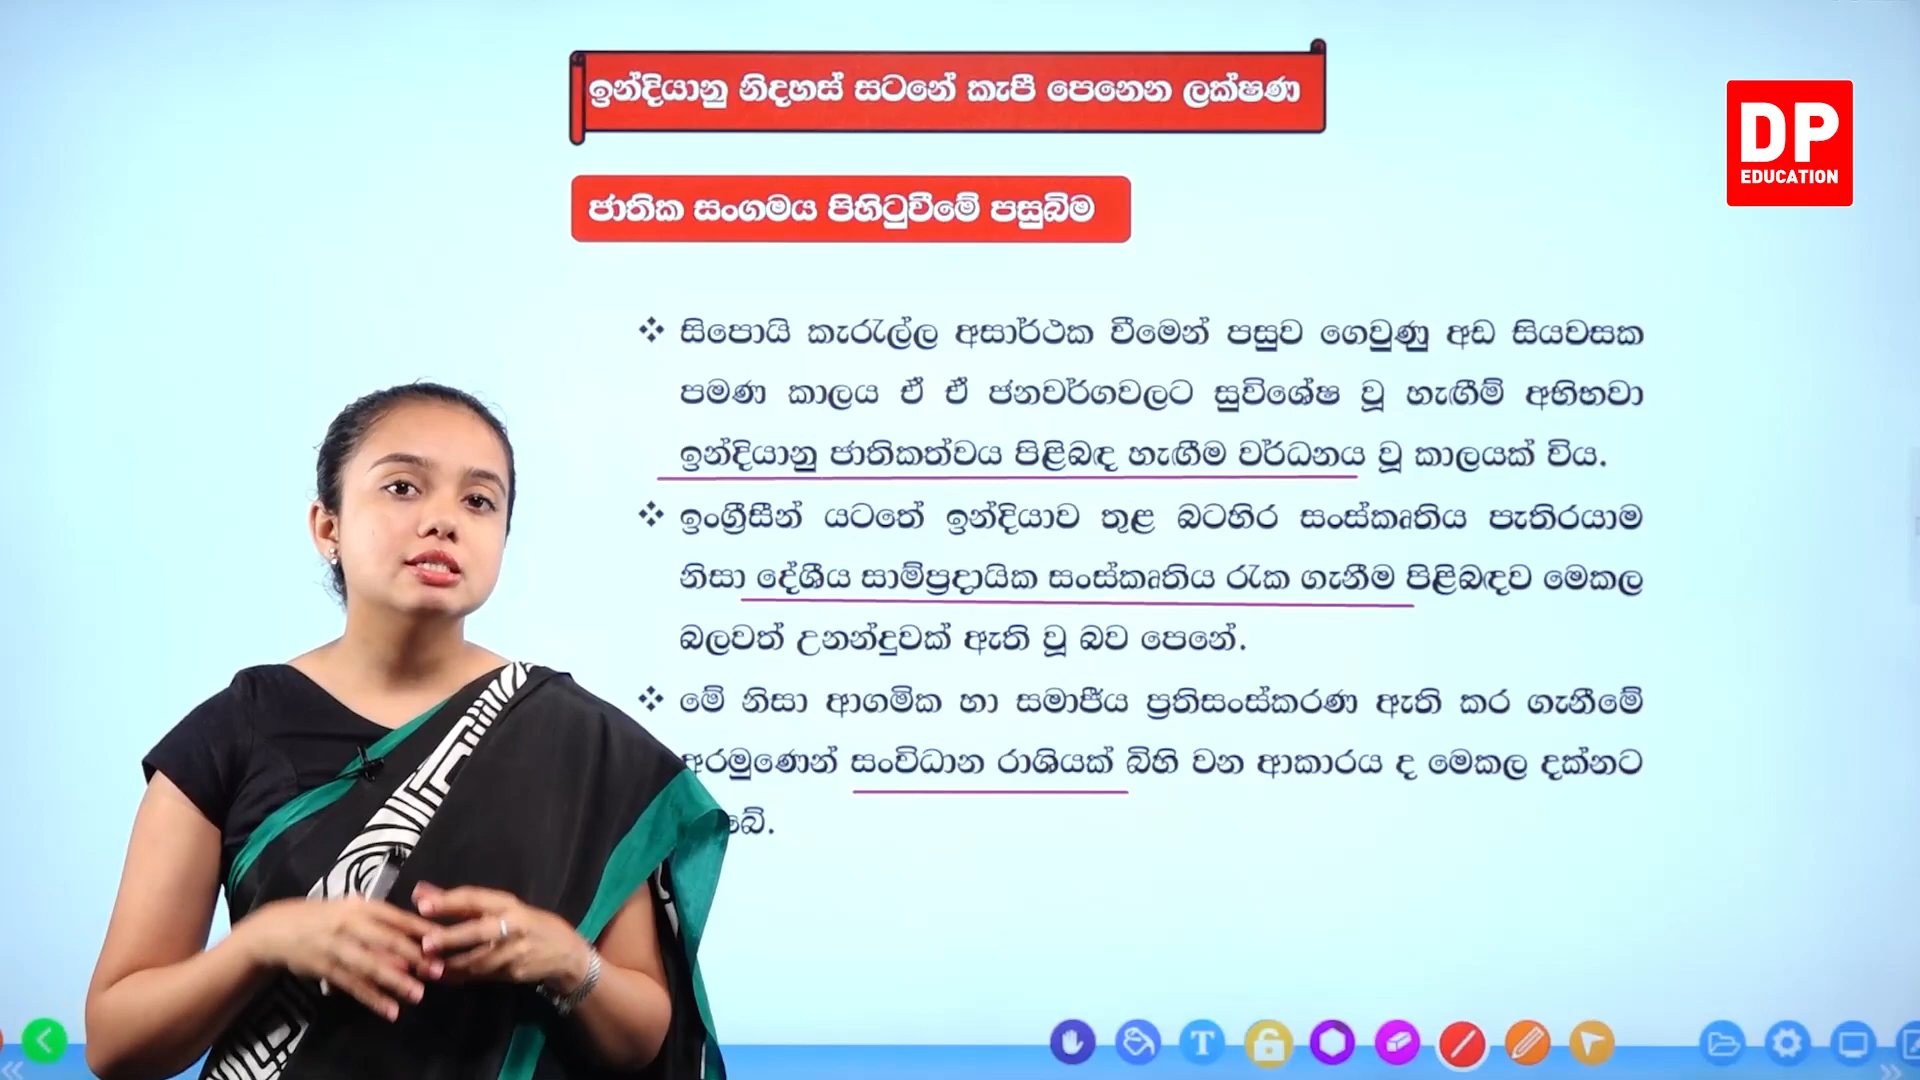 ඉන්දියානු නිදහස් සටනේ කැපී පෙනෙන ලක්ෂණ
DP
EDUCATION
ජාතික සංගමය පිහිටුවීමේ පසුබිම
සිපොයි කැරැල්ල අසාර්ථක වීමෙන් පසුව ගෙවුණු අඩ සියවසක
පමණ කාලය ඒ ඒ ජනවර්ගවලට සුවිශේෂ වූ හැඟීම් අභිභවා
ඉන්දියානු ජාතිකත්වය පිළිබඳ හැඟීම වර්ධනය වූ කාලයක් විය.
ඉංග්‍රීසීන් යටතේ ඉන්දියාව තුළ බටහිර සංස්කෘතිය පැතිරයාම
නිසා දේශීය සාම්ප්‍රදායික සංස්කෘතිය රැක ගැනීම පිළිබඳව මෙකල
බලවත් උනන්දුවක් ඇති වූ බව පෙනේ.
මේ නිසා ආගමික හා සමාජීය ප්‍රතිසංස්කරණ ඇති කර ගැනීමේ
අරමුණෙන් සංවිධාන රාශියක් බිහි වන ආකාරය ද මෙකල දක්නට